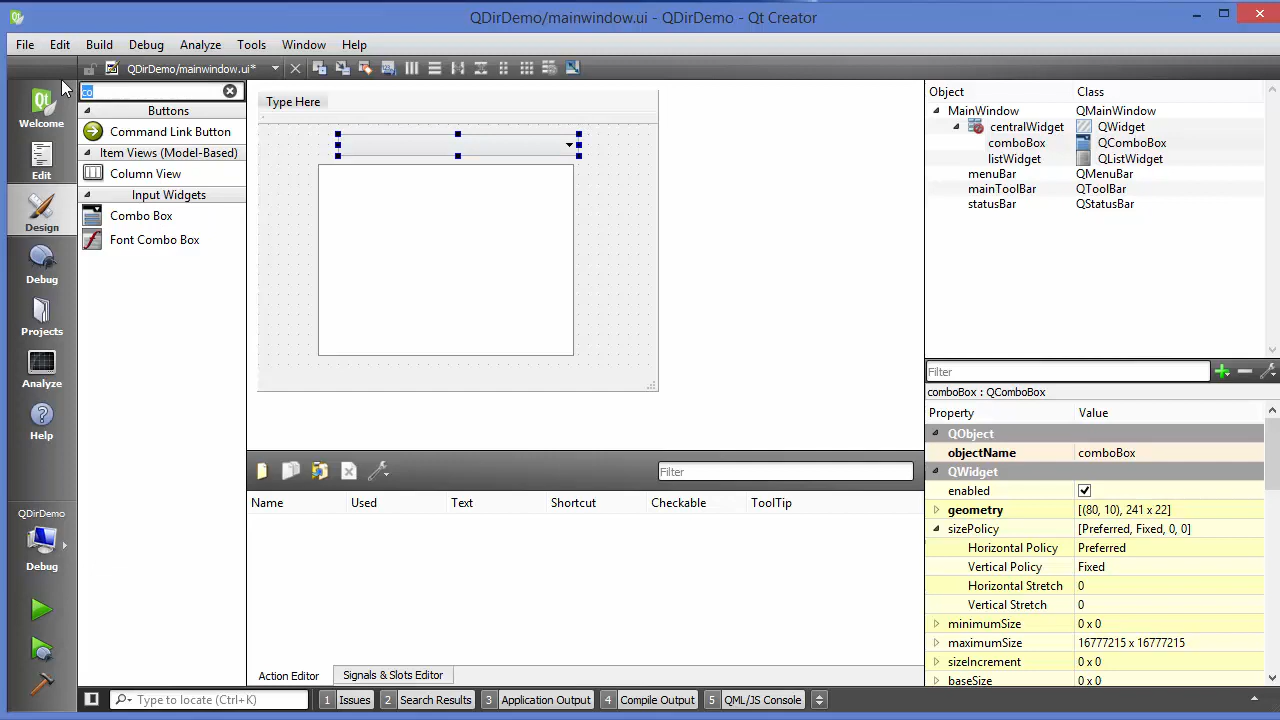 QDirDemo/mainwindow.ui - QDirDemo - Qt Creator
File Edit Build Debug Analyze Tools Window Help
QDirDemo/mainwindow.ui*
Welcome
Edit
Design
Debug
Projects
Analyze
Help
QDirDemo
Debug
co
Buttons
Command Link Button
Item Views (Model-Based)
Column View
Input Widgets
Combo Box
Font Combo Box
Type Here
Filter
Name Used Text Shortcut Checkable ToolTip
Action Editor Signals & Slots Editor
Object Class
MainWindow QMainWindow
centralWidget QWidget
comboBox QComboBox
listWidget QListWidget
menuBar QMenuBar
mainToolBar QToolBar
statusBar QStatusBar
Filter
comboBox : QComboBox
Property Value
QObject
objectName comboBox
QWidget
enabled
geometry [(80, 10), 241 x 22]
sizePolicy [Preferred, Fixed, 0, 0]
Horizontal Policy Preferred
Vertical Policy Fixed
Horizontal Stretch 0
Vertical Stretch 0
minimumSize 0 x 0
maximumSize 16777215 x 16777215
sizeIncrement 0 x 0
baseSize 0 x 0
Type to locate (Ctrl+K) 1 Issues 2 Search Results 3 Application Output 4 Compile Output 5 QML/JS Console